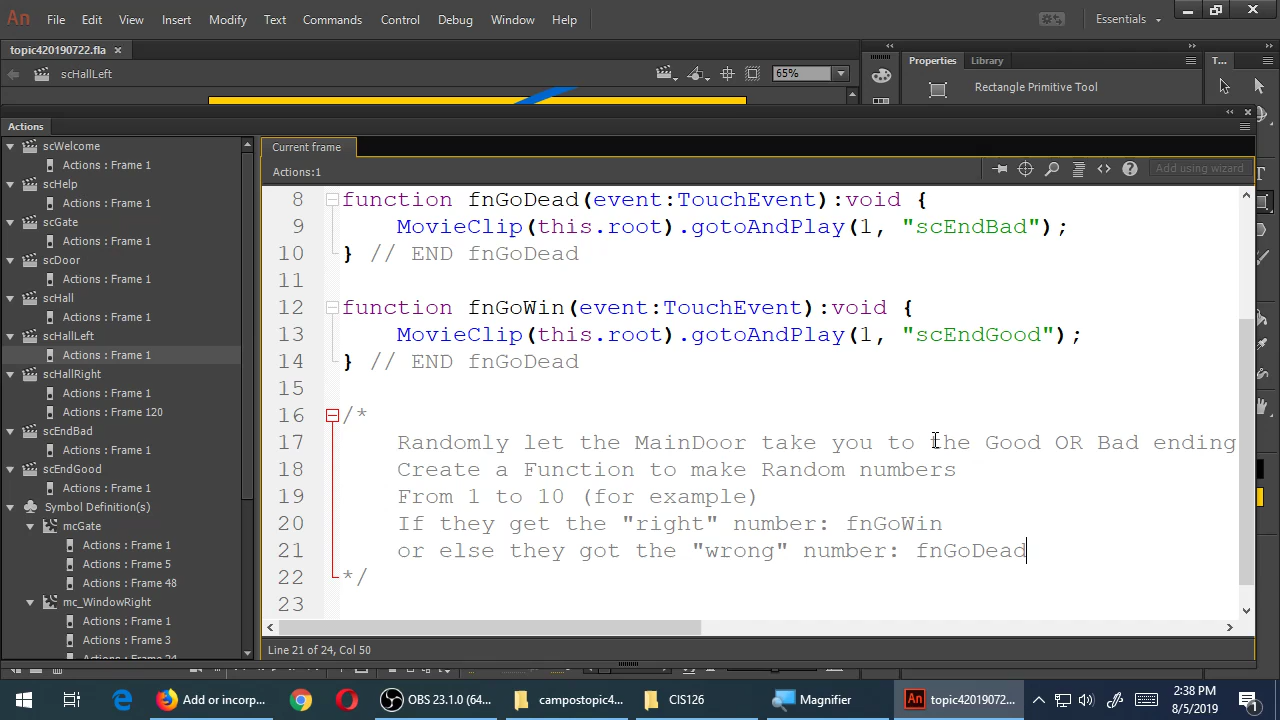 An File Edit View Insert Modify Text Commands Control Debug Window Help Essentials
topic420190722.fla ×
scHallLeft 65%
Properties Library T...
Rectangle Primitive Tool
Actions
scWelcome
Actions : Frame 1
scHelp
Actions : Frame 1
scGate
Actions : Frame 1
scDoor
Actions : Frame 1
scHall
Actions : Frame 1
scHallLeft
Actions : Frame 1
scHallRight
Actions : Frame 1
Actions : Frame 120
scEndBad
Actions : Frame 1
scEndGood
Actions : Frame 1
Symbol Definition(s)
mcGate
Actions : Frame 1
Actions : Frame 5
Actions : Frame 48
mc_WindowRight
Actions : Frame 1
Actions : Frame 3
Actions : Frame 24
Current frame
Actions:1
Add using wizard
8 function fnGoDead(event:TouchEvent):void {
9 MovieClip(this.root).gotoAndPlay(1, "scEndBad");
10 } // END fnGoDead
11
12 function fnGoWin(event:TouchEvent):void {
13 MovieClip(this.root).gotoAndPlay(1, "scEndGood");
14 } // END fnGoDead
15
16 /*
17 Randomly let the MainDoor take you to the Good OR Bad ending
18 Create a Function to make Random numbers
19 From 1 to 10 (for example)
20 If they get the "right" number: fnGoWin
21 or else they got the "wrong" number: fnGoDead
22 */
23
Line 21 of 24, Col 50
Add or incorp... OBS 23.1.0 (64... campostopic4... CIS126 Magnifier An topic420190722...
2:38 PM
8/5/2019
1